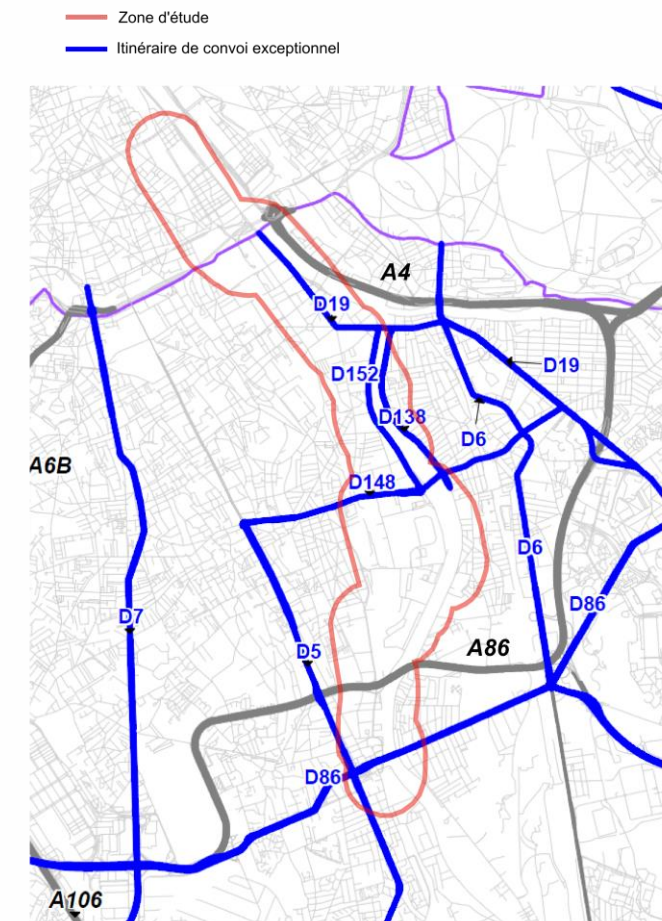 Zone d'étude
Itinéraire de convoi exceptionnel
A4
D19
D19
D152
D138
D6
A6B
D148
D6
D86
D7
D5
A86
D86
A106